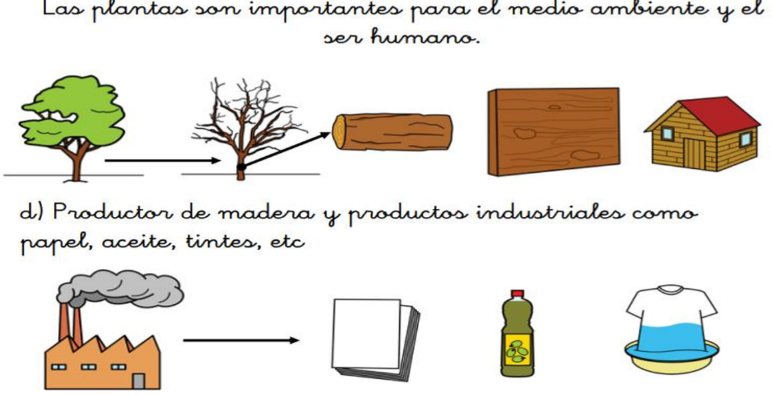 Las plantas son importantes para el medio ambiente y el
ser humano.
d) Productor de madera y productos industriales como
papel, aceite, tintes, etc